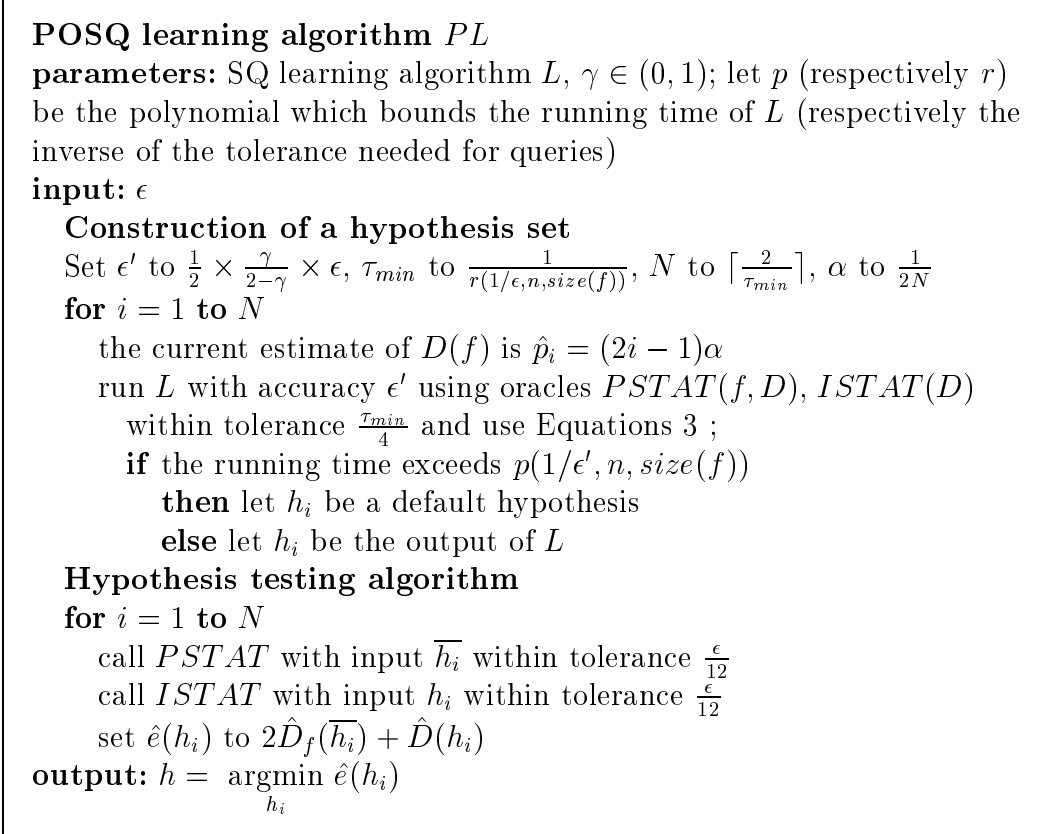 POSQ learning algorithm PL
parameters: SQ learning algorithm L, γ ∈ (0, 1); let p (respectively r)
be the polynomial which bounds the running time of L (respectively the
inverse of the tolerance needed for queries)
input: ϵ
Construction of a hypothesis set
Set ϵ′ to 1/2 × γ/(2−γ) × ϵ, τ_min to 1/r(1/ϵ,n,size(f)), N to ⌈2/τ_min⌉, α to 1/2N
for i = 1 to N
the current estimate of D(f) is p̂_i = (2i − 1)α
run L with accuracy ϵ′ using oracles PSTAT(f, D), ISTAT(D)
within tolerance τ_min/4 and use Equations 3 ;
if the running time exceeds p(1/ϵ′, n, size(f))
then let h_i be a default hypothesis
else let h_i be the output of L
Hypothesis testing algorithm
for i = 1 to N
call PSTAT with input h̅_i within tolerance ϵ/12
call ISTAT with input h_i within tolerance ϵ/12
set ê(h_i) to 2D̂_f(h̅_i) + D̂(h_i)
output: h = argmin ê(h_i)
h_i